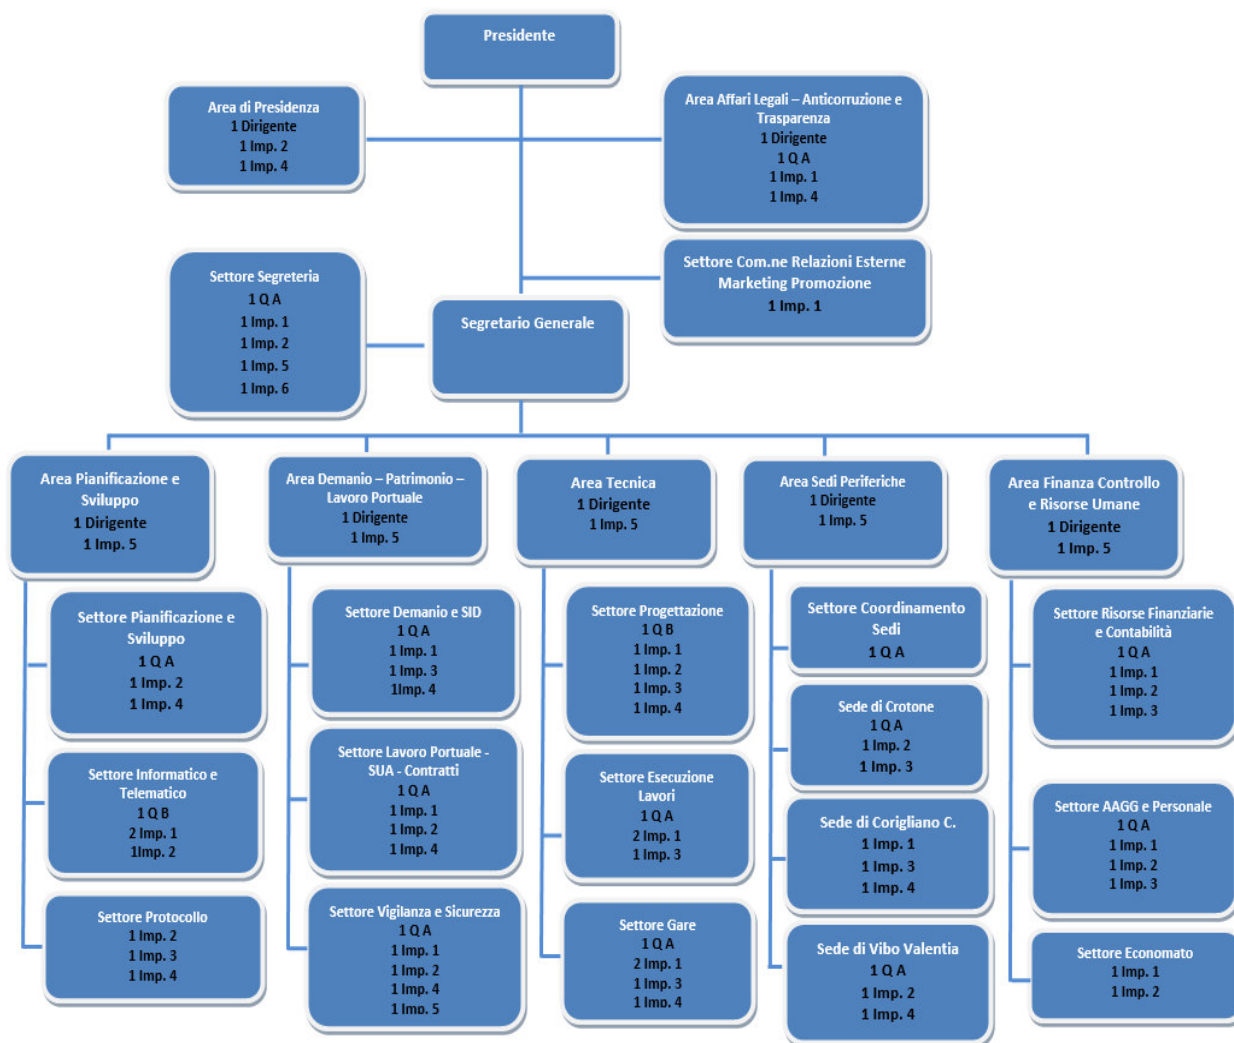 Presidente
Area di Presidenza
1 Dirigente
1 Imp. 2
1 Imp. 4
Area Affari Legali – Anticorruzione e
Trasparenza
1 Dirigente
1 Q A
1 Imp. 1
1 Imp. 4
Settore Com.ne Relazioni Esterne
Marketing Promozione
1 Imp. 1
Settore Segreteria
1 Q A
1 Imp. 1
1 Imp. 2
1 Imp. 5
1 Imp. 6
Segretario Generale
Area Pianificazione e
Sviluppo
1 Dirigente
1 Imp. 5
Settore Pianificazione e
Sviluppo
1 Q A
1 Imp. 2
1 Imp. 4
Settore Informatico e
Telematico
1 Q B
2 Imp. 1
1Imp. 2
Settore Protocollo
1 Imp. 2
1 Imp. 3
1 Imp. 4
Area Demanio – Patrimonio –
Lavoro Portuale
1 Dirigente
1 Imp. 5
Settore Demanio e SID
1 Q A
1 Imp. 1
1 Imp. 3
1Imp. 4
Settore Lavoro Portuale -
SUA - Contratti
1 Q A
1 Imp. 1
1 Imp. 2
1 Imp. 4
Settore Vigilanza e Sicurezza
1 Q A
1 Imp. 1
1 Imp. 2
1 Imp. 4
1 Imp. 5
Area Tecnica
1 Dirigente
1 Imp. 5
Settore Progettazione
1 Q B
1 Imp. 1
1 Imp. 2
1 Imp. 3
1 Imp. 4
Settore Esecuzione
Lavori
1 Q A
2 Imp. 1
1 Imp. 3
Settore Gare
1 Q A
2 Imp. 1
1 Imp. 3
1 Imp. 4
Area Sedi Periferiche
1 Dirigente
1 Imp. 5
Settore Coordinamento
Sedi
1 Q A
Sede di Crotone
1 Q A
1 Imp. 2
1 Imp. 3
Sede di Corigliano C.
1 Imp. 1
1 Imp. 3
1 Imp. 4
Sede di Vibo Valentia
1 Q A
1 Imp. 2
1 Imp. 4
Area Finanza Controllo
e Risorse Umane
1 Dirigente
1 Imp. 5
Settore Risorse Finanziarie
e Contabilità
1 Q A
1 Imp. 1
1 Imp. 2
1 Imp. 3
Settore AAGG e Personale
1 Q A
1 Imp. 1
1 Imp. 2
1 Imp. 3
Settore Economato
1 Imp. 1
1 Imp. 2